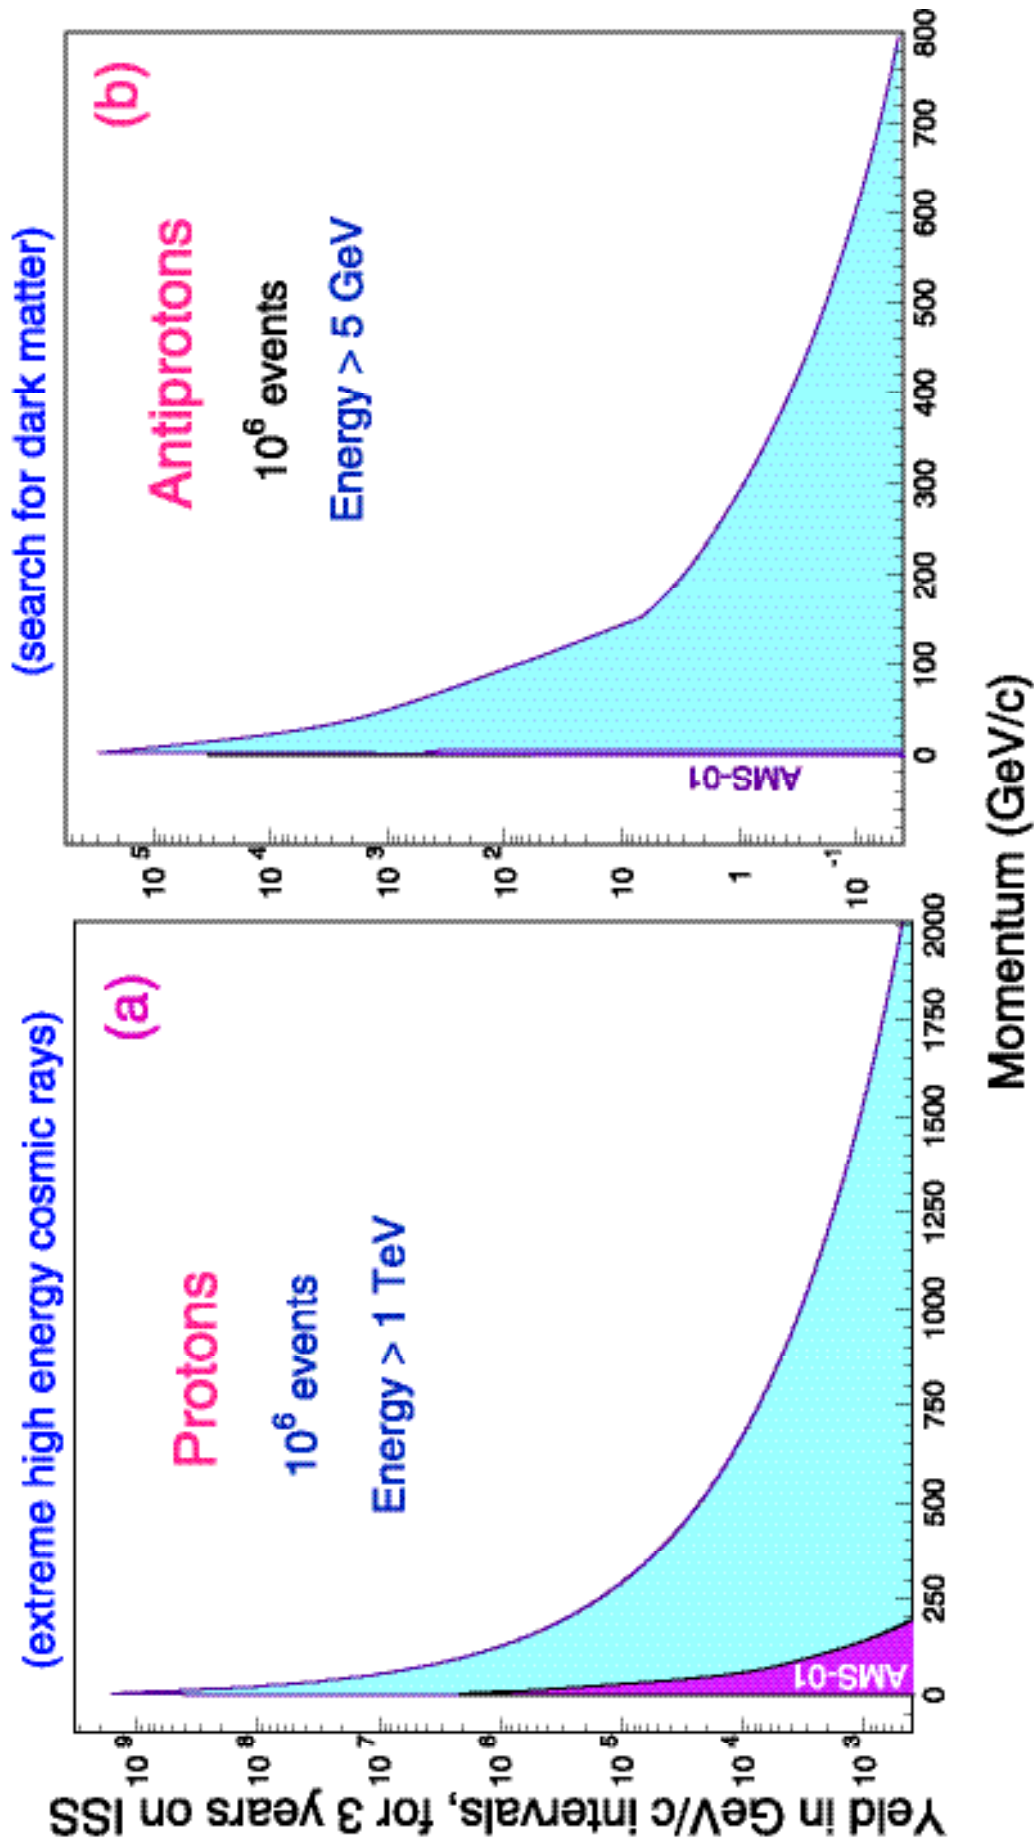 (extreme high energy cosmic rays)
(a)
Protons
10^6 events
Energy > 1 TeV
AMS-01
10^9
10^8
10^7
10^6
10^5
10^4
10^3
0 250 500 750 1000 1250 1500 1750 2000
Yeld in GeV/c intervals, for 3 years on ISS
(search for dark matter)
(b)
Antiprotons
10^6 events
Energy > 5 GeV
AMS-01
10^5
10^4
10^3
10^2
10
1
10^-1
0 100 200 300 400 500 600 700 800
Momentum (GeV/c)